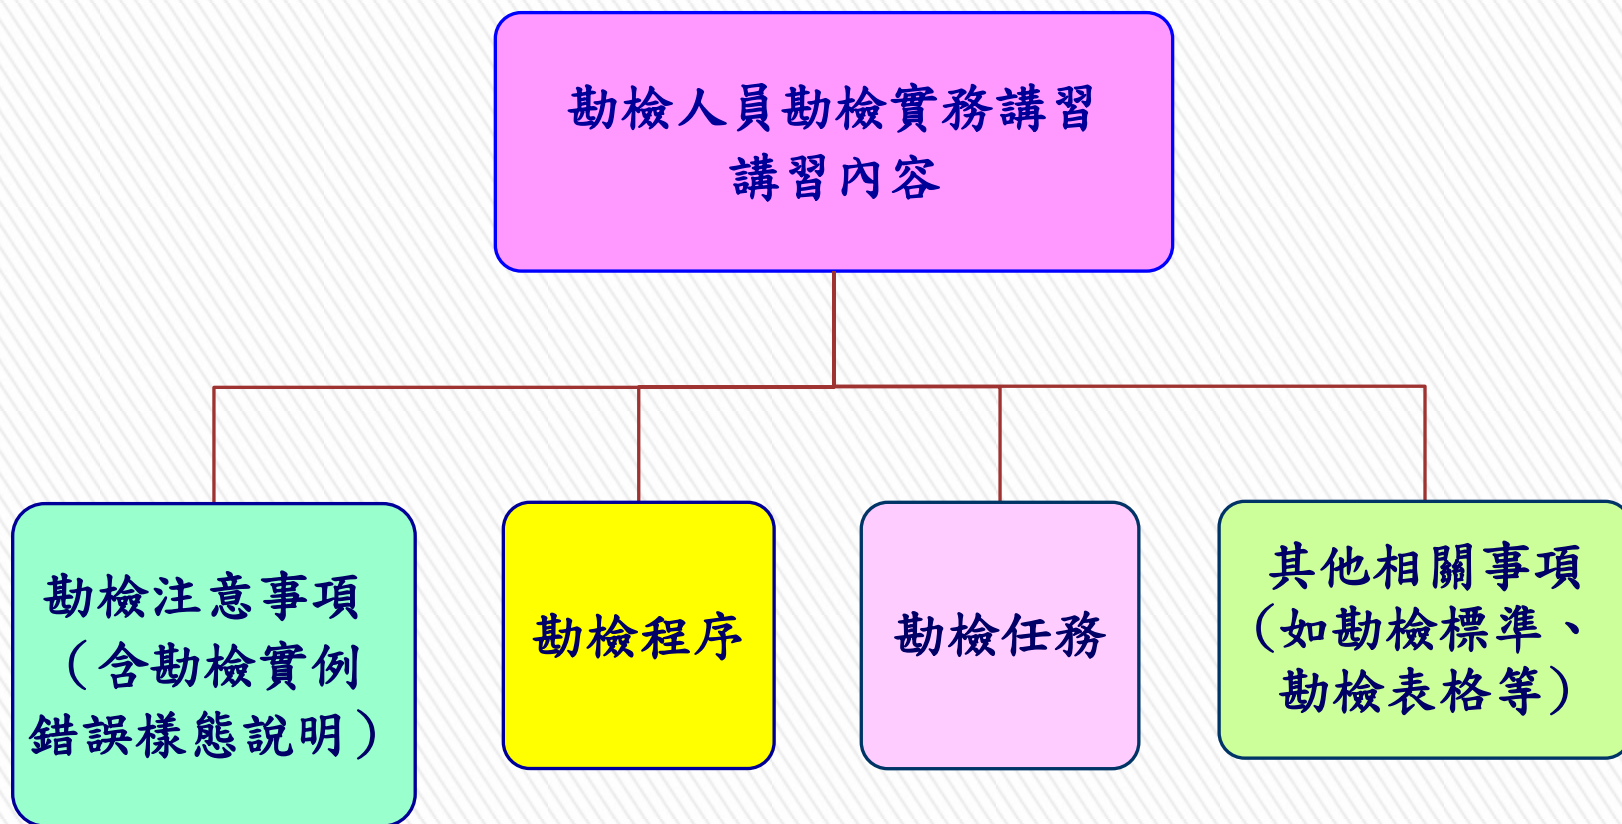 勘檢人員勘檢實務講習
講習內容
勘檢注意事項
（含勘檢實例
錯誤樣態說明）
勘檢程序
勘檢任務
其他相關事項
（如勘檢標準、
勘檢表格等）